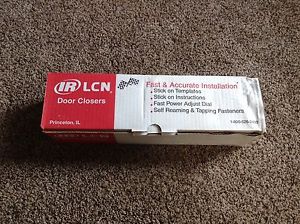 IR LCN
Door Closers
Princeton, IL
Fast & Accurate Installation
• Stick on Templates
• Stick on Instructions
• Fast Power Adjust Dial
• Self Reaming & Tapping Fasteners